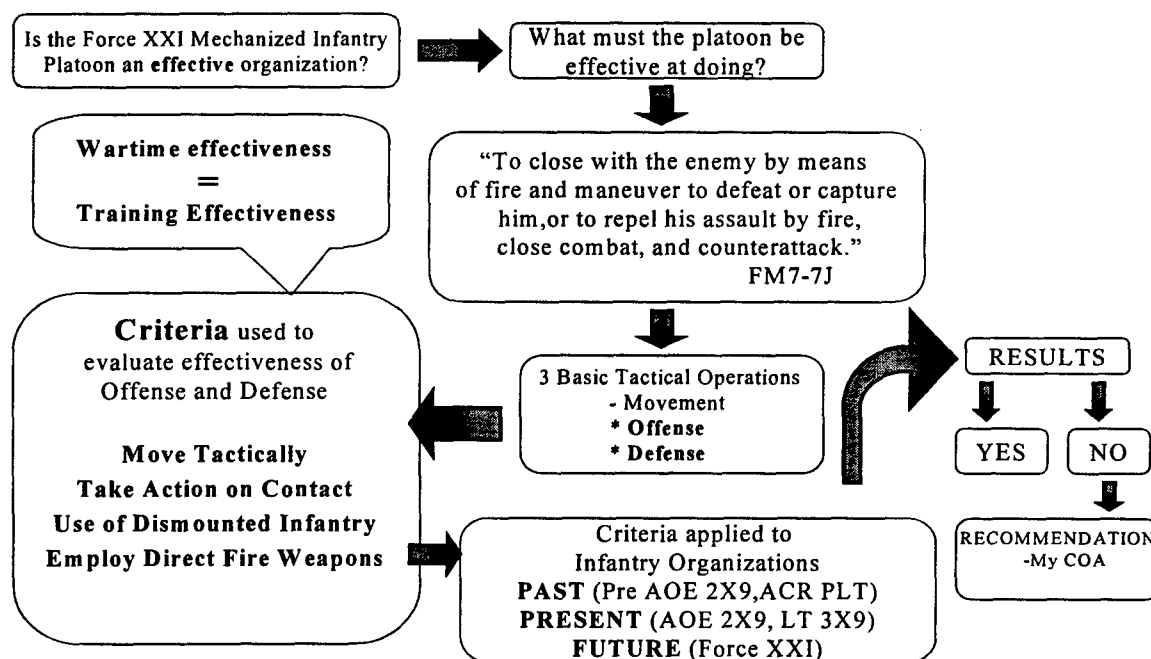 Is the Force XXI Mechanized Infantry
Platoon an effective organization?
What must the platoon be
effective at doing?
Wartime effectiveness
=
Training Effectiveness
“To close with the enemy by means
of fire and maneuver to defeat or capture
him,or to repel his assault by fire,
close combat, and counterattack.”
FM7-7J
3 Basic Tactical Operations
- Movement
* Offense
* Defense
Criteria used to
evaluate effectiveness of
Offense and Defense
Move Tactically
Take Action on Contact
Use of Dismounted Infantry
Employ Direct Fire Weapons
Criteria applied to
Infantry Organizations
PAST (Pre AOE 2X9,ACR PLT)
PRESENT (AOE 2X9, LT 3X9)
FUTURE (Force XXI)
RESULTS
YES
NO
RECOMMENDATION
-My COA